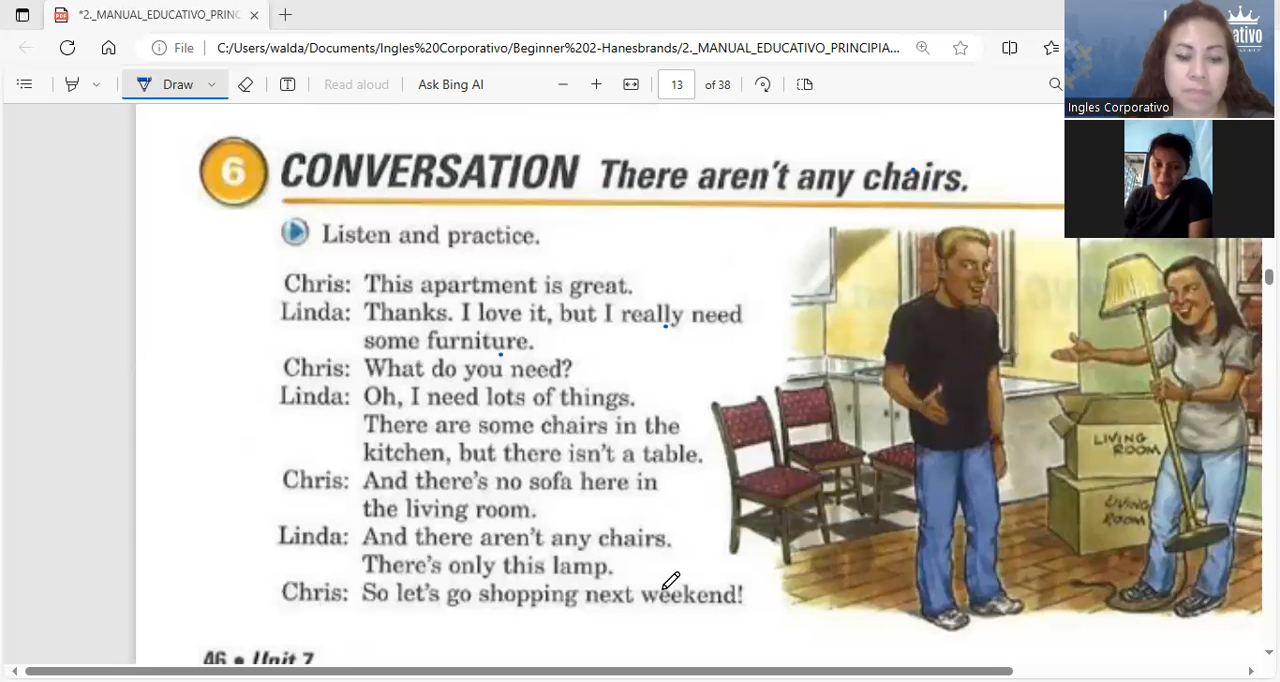 *2._MANUAL_EDUCATIVO_PRINC
File
C:/Users/walda/Documents/Ingles%20Corporativo/Beginner%202-Hanesbrands/2._MANUAL_EDUCATIVO_PRINCIPIA...
Draw
Read aloud
Ask Bing AI
13
of 38
Ingles Corporativo
6
CONVERSATION There aren't any chairs.
Listen and practice.
Chris: This apartment is great.
Linda: Thanks. I love it, but I really need
some furniture.
Chris: What do you need?
Linda: Oh, I need lots of things.
There are some chairs in the
kitchen, but there isn't a table.
Chris: And there's no sofa here in
the living room.
Linda: And there aren't any chairs.
There's only this lamp.
Chris: So let's go shopping next weekend!
LIVING
ROOM
LIVING
ROOM
46 • Unit 7